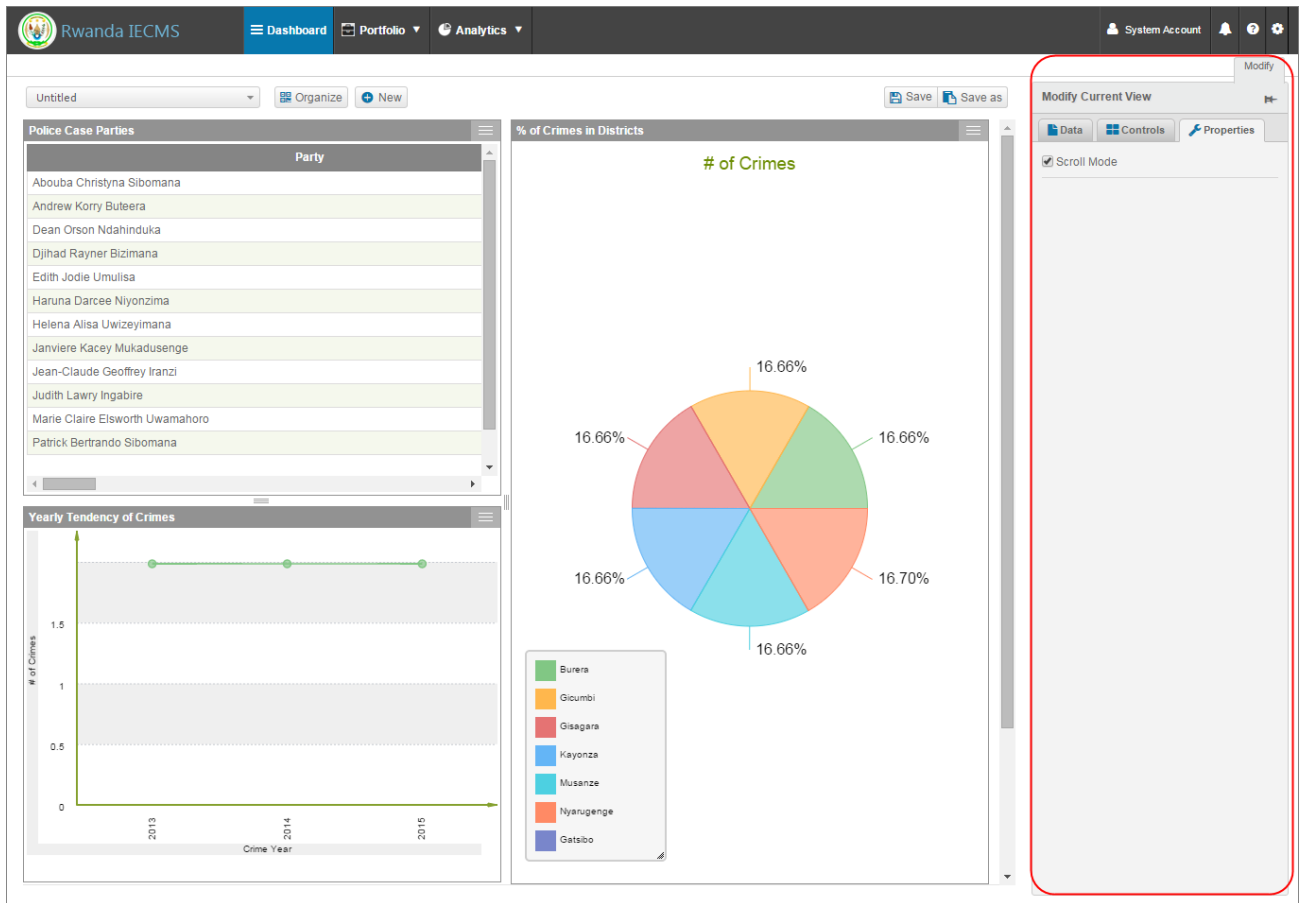 Rwanda IECMS
Dashboard Portfolio Analytics System Account
Modify
Untitled Organize New Save Save as
Modify Current View
Data Controls Properties
Scroll Mode
Police Case Parties
Party
Abouba Christyna Sibomana
Andrew Korry Buteera
Dean Orson Ndahinduka
Djihad Rayner Bizimana
Edith Jodie Umulisa
Haruna Darcee Niyonzima
Helena Alisa Uwizeyimana
Janviere Kacey Mukadusenge
Jean-Claude Geoffrey Iranzi
Judith Lawry Ingabire
Marie Claire Elsworth Uwamahoro
Patrick Bertrando Sibomana
% of Crimes in Districts
# of Crimes
16.66%
16.66%
16.66%
16.66%
16.70%
16.66%
Burera
Gicumbi
Gisagara
Kayonza
Musanze
Nyarugenge
Gatsibo
Yearly Tendency of Crimes
# of Crimes
1.5
1
0.5
0
2013
2014
2015
Crime Year